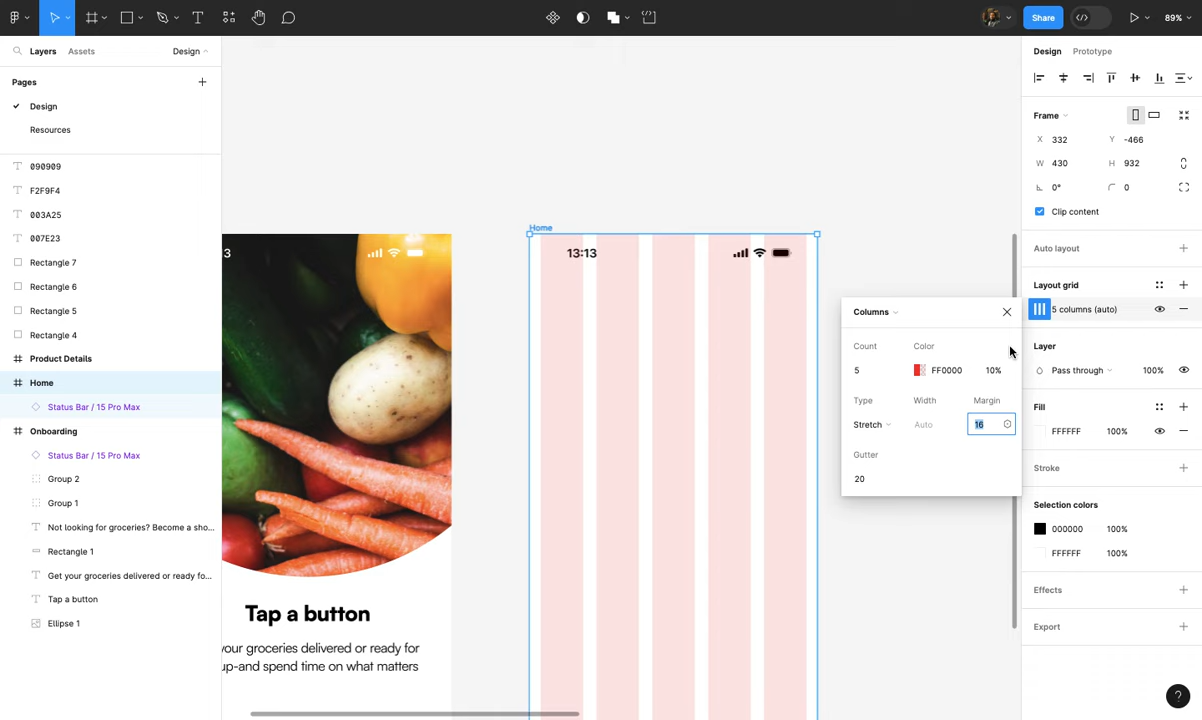 Share
89%
Layers
Assets
Design
Pages
Design
Resources
090909
F2F9F4
003A25
007E23
Rectangle 7
Rectangle 6
Rectangle 5
Rectangle 4
Product Details
Home
Status Bar / 15 Pro Max
Onboarding
Status Bar / 15 Pro Max
Group 2
Group 1
Not looking for groceries? Become a sho...
Rectangle 1
Get your groceries delivered or ready fo...
Tap a button
Ellipse 1
3
Tap a button
your groceries delivered or ready for
up-and spend time on what matters
Home
13:13
Columns
Count
Color
5
FF0000
10%
Type
Width
Margin
Stretch
Auto
16
Gutter
20
Design
Prototype
Frame
X 332
Y -466
W 430
H 932
0°
0
Clip content
Auto layout
Layout grid
5 columns (auto)
Layer
Pass through
100%
Fill
FFFFFF
100%
Stroke
Selection colors
000000
100%
FFFFFF
100%
Effects
Export
?